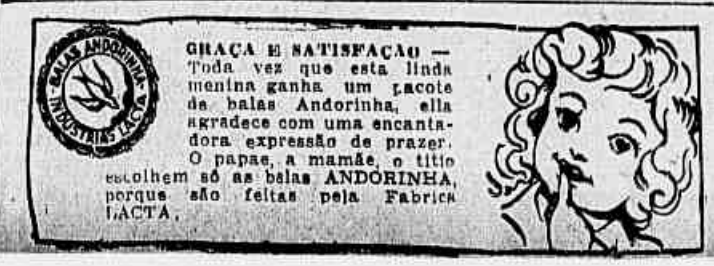 BALAS ANDORINHA
INDUSTRIAS LACTA
GRAÇA E SATISFAÇÃO —
Toda vez que esta linda
menina ganha um pacote
de balas Andorinha, ella
agradece com uma encanta-
dora expressão de prazer.
O papae, a mamãe, o titio
escolhem só as balas ANDORINHA,
porque são feitas pela Fabrica
LACTA.